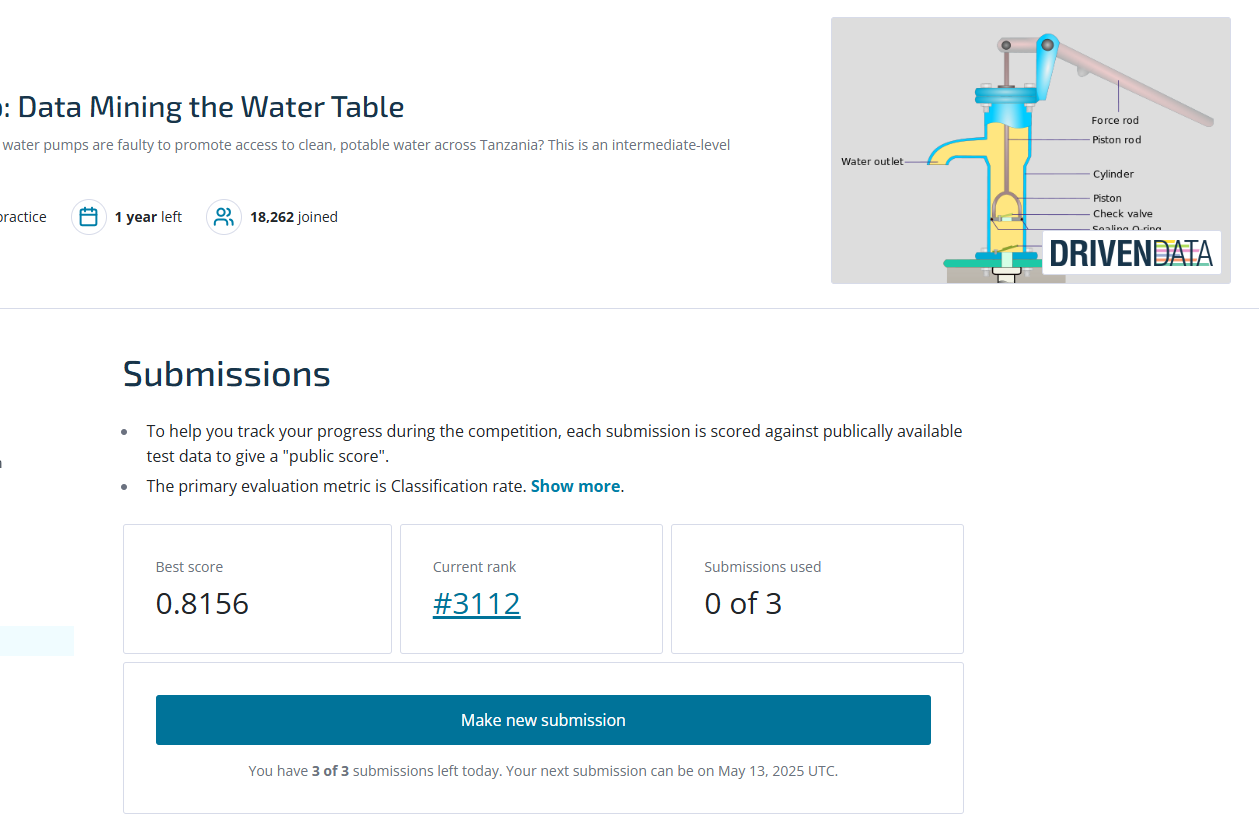 : Data Mining the Water Table
water pumps are faulty to promote access to clean, potable water across Tanzania? This is an intermediate-level
practice
1 year left
18,262 joined
Force rod
Piston rod
Water outlet
Cylinder
Piston
Check valve
Sealing O-ring
DRIVENDATA
Submissions
To help you track your progress during the competition, each submission is scored against publically available
test data to give a "public score".
The primary evaluation metric is Classification rate. Show more.
Best score
Current rank
Submissions used
0.8156
#3112
0 of 3
Make new submission
You have 3 of 3 submissions left today. Your next submission can be on May 13, 2025 UTC.